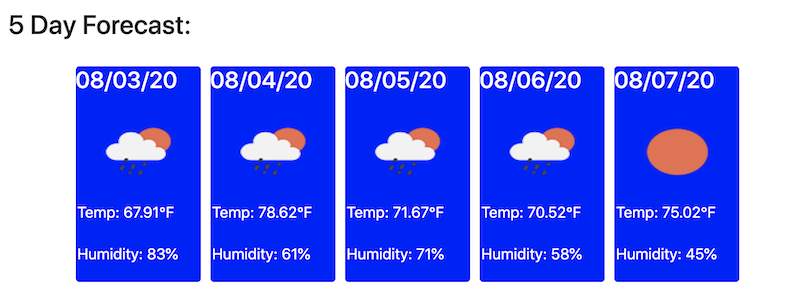 5 Day Forecast:
08/03/20
Temp: 67.91°F
Humidity: 83%
08/04/20
Temp: 78.62°F
Humidity: 61%
08/05/20
Temp: 71.67°F
Humidity: 71%
08/06/20
Temp: 70.52°F
Humidity: 58%
08/07/20
Temp: 75.02°F
Humidity: 45%